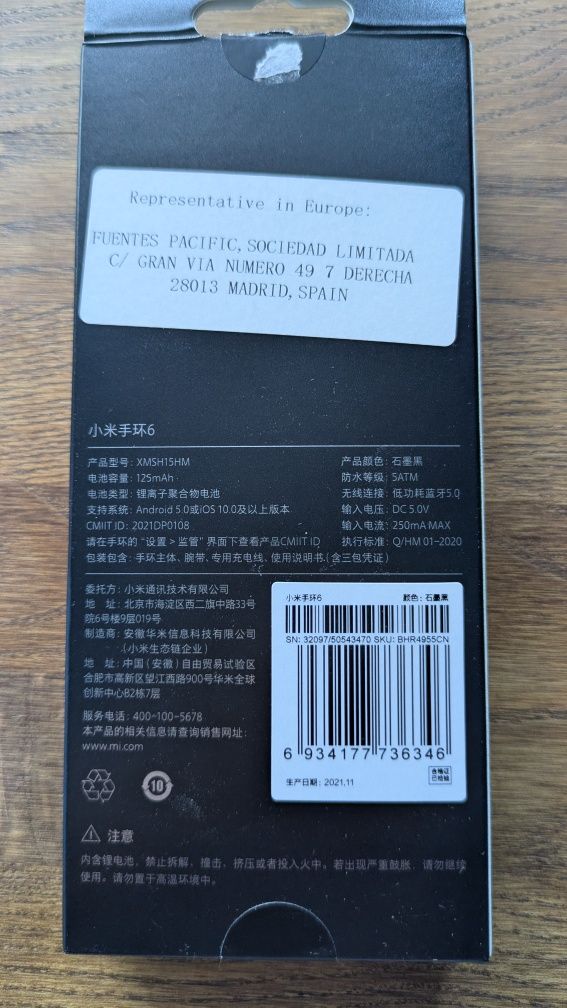 Representative in Europe:
FUENTES PACIFIC, SOCIEDAD LIMITADA
C/ GRAN VIA NUMERO 49 7 DERECHA
28013 MADRID, SPAIN
小米手环6
产品型号: XMSH15HM
电池容量: 125mAh
电池类型: 锂离子聚合物电池
支持系统: Android 5.0或iOS 10.0及以上版本
CMIIT ID: 2021DP0108
请在手环的 "设置 > 监管" 界面下查看产品CMIIT ID
包装包含: 手环主体、腕带、专用充电线、使用说明书 (含三包凭证)
产品颜色: 石墨黑
防水等级: 5ATM
无线连接: 低功耗蓝牙5.0
输入电压: DC 5.0V
输入电流: 250mA MAX
执行标准: Q/HM 01-2020
委托方: 小米通讯技术有限公司
地 址: 北京市海淀区西二旗中路33号
院6号楼9层019号
制造商: 安徽华米信息科技有限公司
(小米生态链企业)
地 址: 中国 (安徽) 自由贸易试验区
合肥市高新区望江西路900号华米全球
创新中心B2栋7层
服务电话: 400-100-5678
本产品的相关信息请查询销售网址:
www.mi.com
小米手环6 颜色: 石墨黑
SN: 32097/50543470 SKU: BHR4955CN
6 934177 736346
生产日期: 2021.11
合格证
已检验
10
注意
内含锂电池, 禁止拆解、撞击、挤压或者投入火中。若出现严重鼓胀, 请勿继续
使用。请勿置于高温环境中。